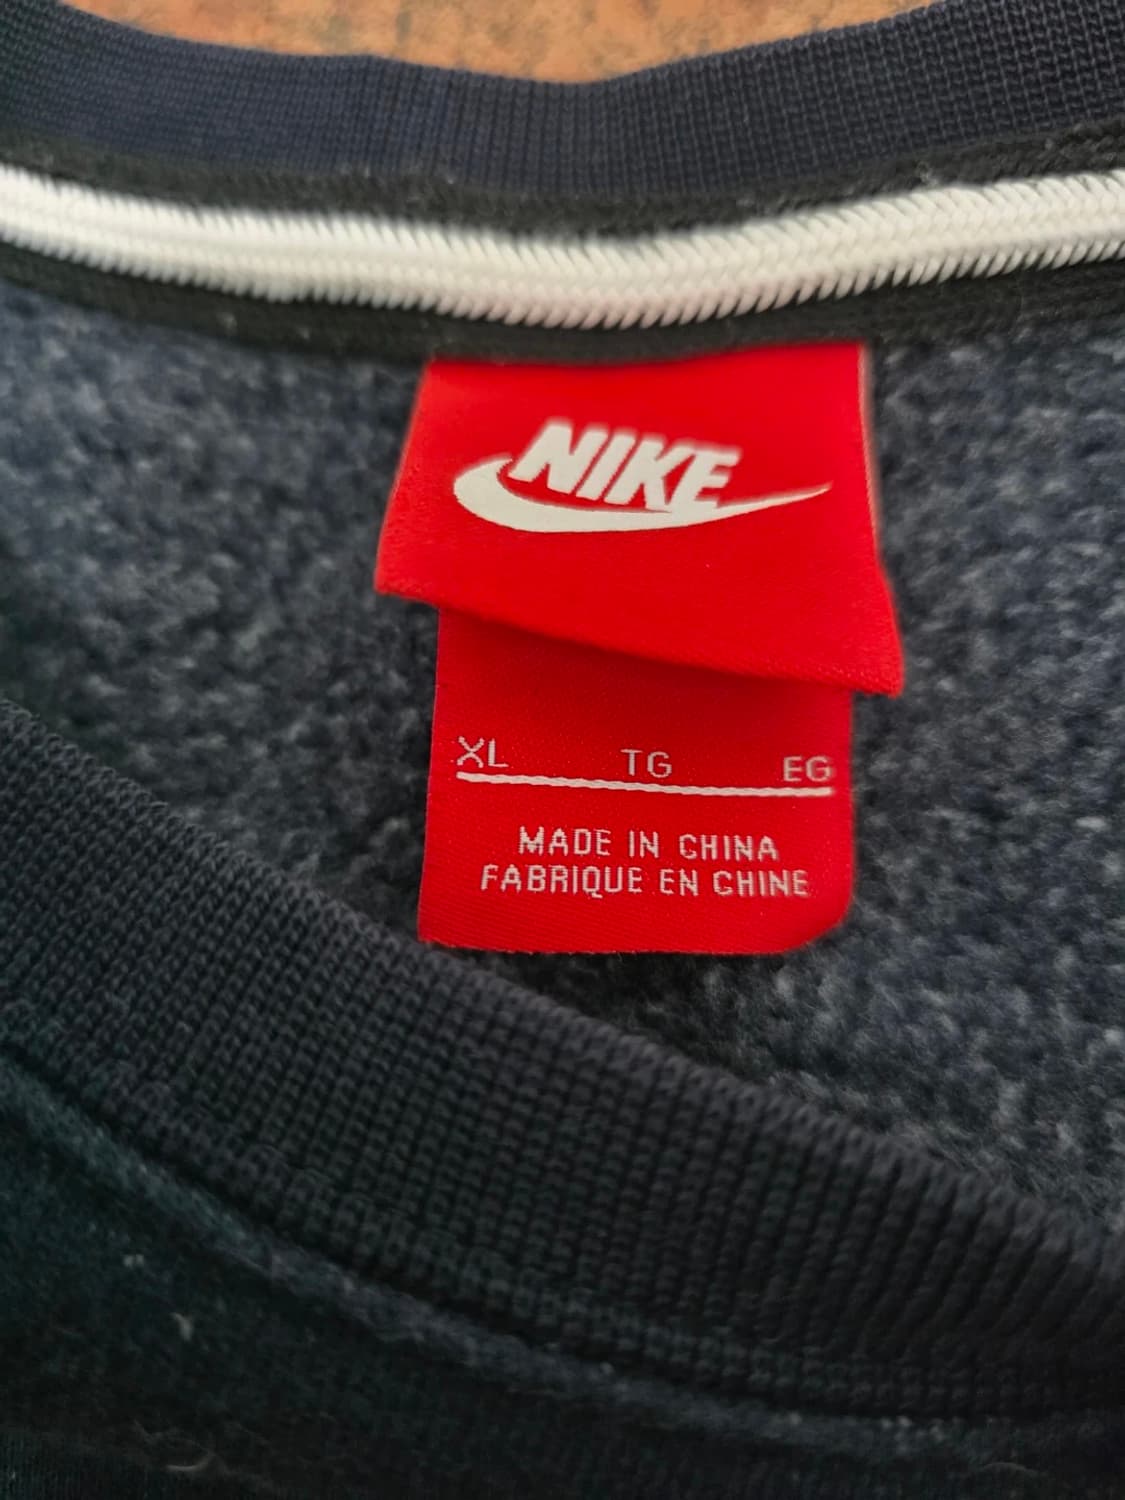 NIKE
XL TG EG
MADE IN CHINA
FABRIQUE EN CHINE